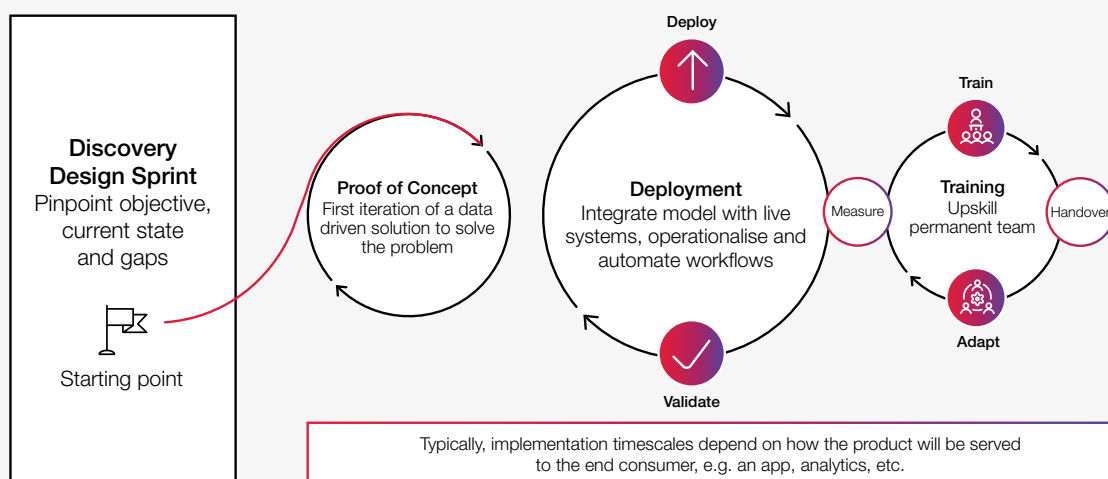 Discovery
Design Sprint
Pinpoint objective,
current state
and gaps
Starting point
Proof of Concept
First iteration of a data
driven solution to solve
the problem
Deploy
Deployment
Integrate model with live
systems, operationalise and
automate workflows
Validate
Measure
Train
Training
Upskill
permanent team
Handover
Adapt
Typically, implementation timescales depend on how the product will be served
to the end consumer, e.g. an app, analytics, etc.